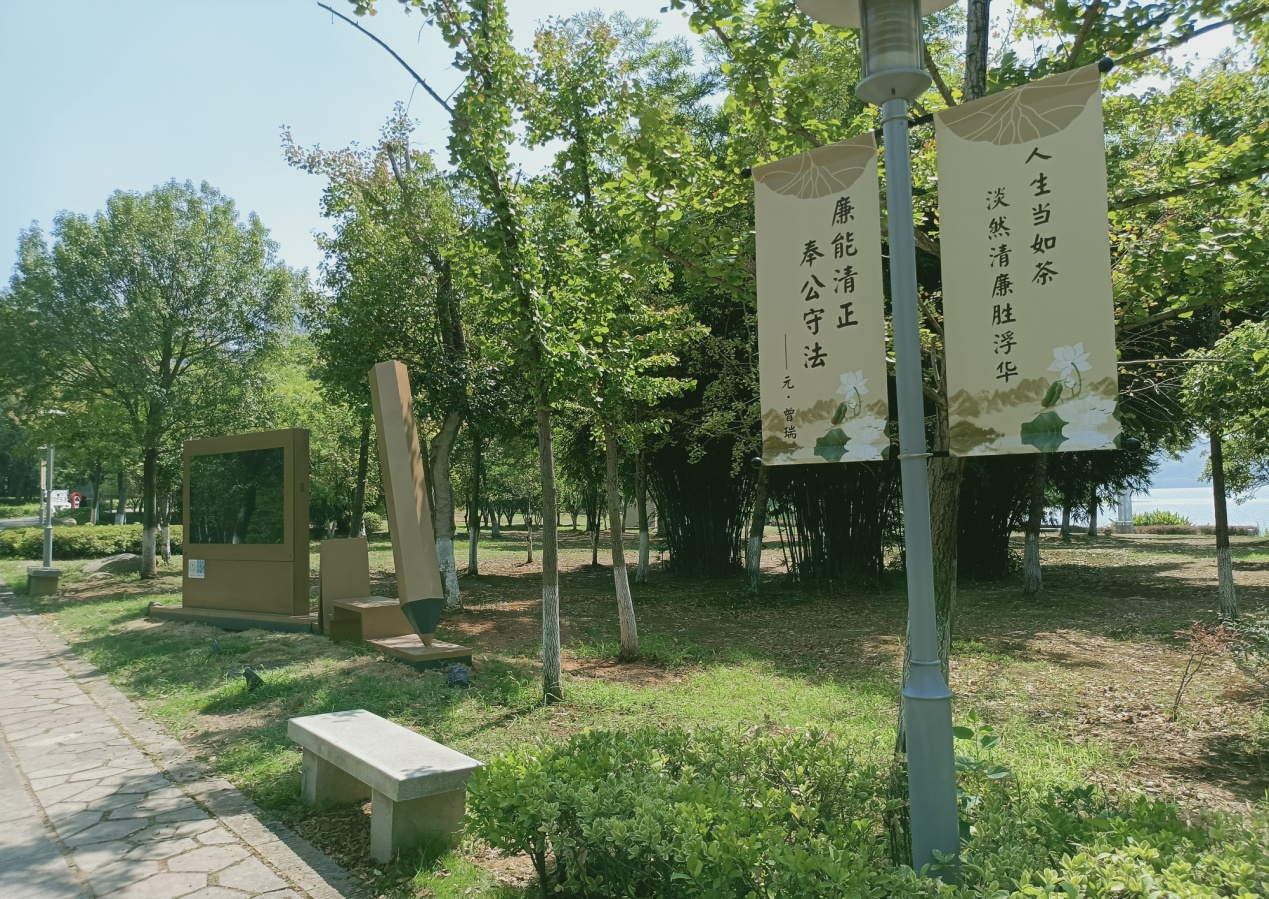 廉能清正
奉公守法
——元·曾瑞
人生当如茶
淡然清廉胜浮华